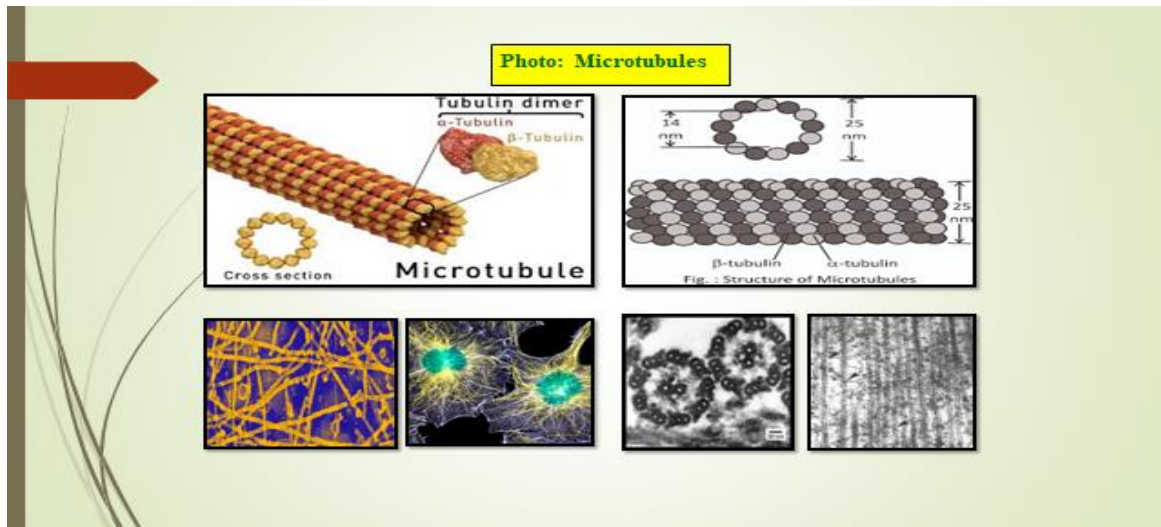 Photo: Microtubules
Tubulin dimer
α-Tubulin
β-Tubulin
Cross section
Microtubule
14
nm
25
nm
25
nm
β-tubulin
α-tubulin
Fig. : Structure of Microtubules